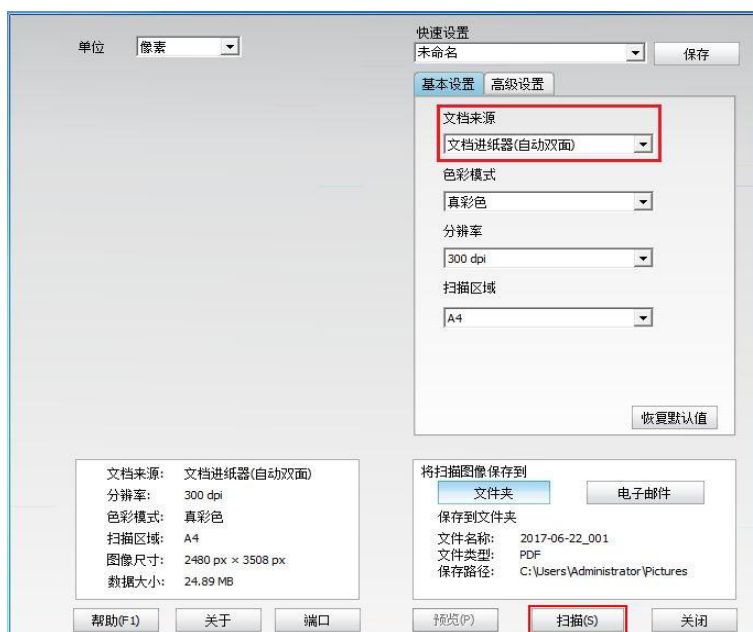 单位 像素
快速设置
未命名 保存
基本设置 高级设置
文档来源
文档进纸器(自动双面)
色彩模式
真彩色
分辨率
300 dpi
扫描区域
A4
恢复默认值
文档来源: 文档进纸器(自动双面)
分辨率: 300 dpi
色彩模式: 真彩色
扫描区域: A4
图像尺寸: 2480 px × 3508 px
数据大小: 24.89 MB
将扫描图像保存到
文件夹 电子邮件
保存到文件夹
文件名称: 2017-06-22_001
文件类型: PDF
保存路径: C:\Users\Administrator\Pictures
帮助(F1) 关于 端口 预览(P) 扫描(S) 关闭